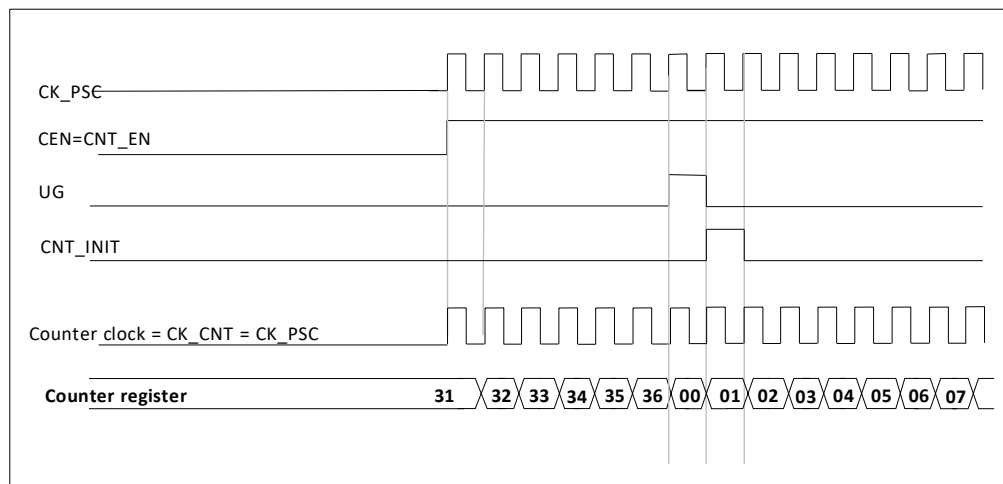 CK_PSC
CEN=CNT_EN
UG
CNT_INIT
Counter clock = CK_CNT = CK_PSC
Counter register 31 32 33 34 35 36 00 01 02 03 04 05 06 07